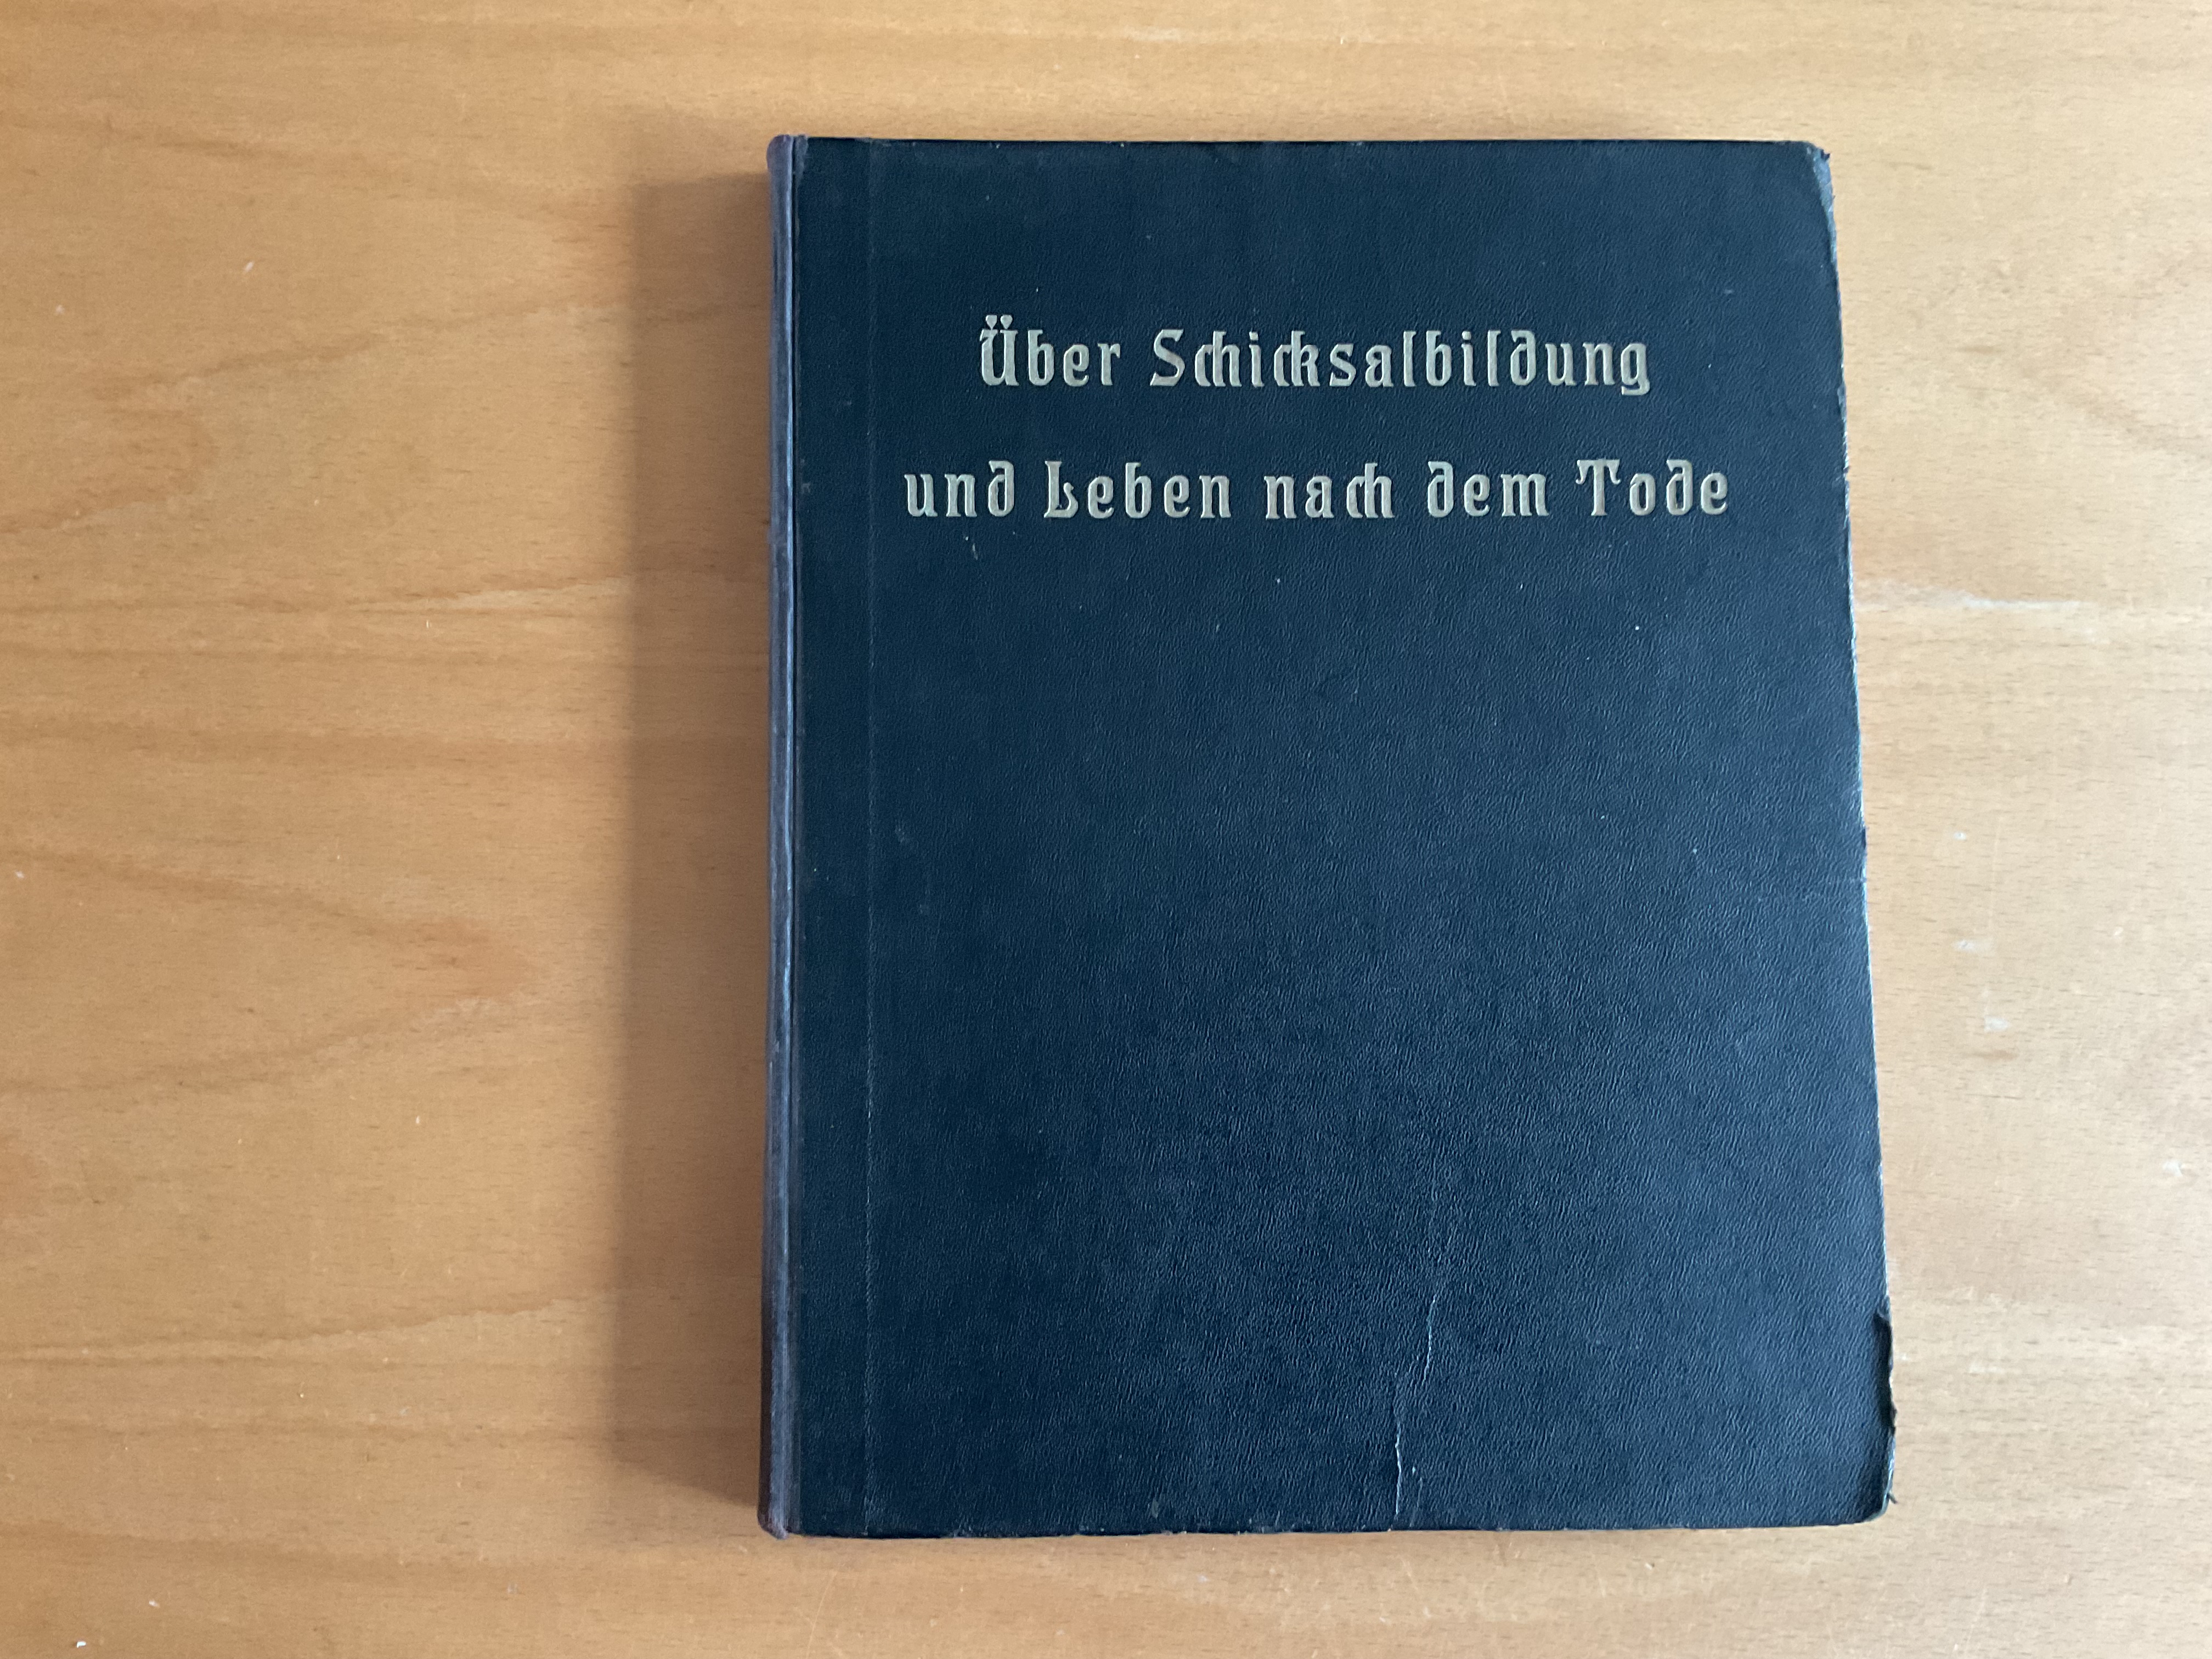 Über Schicksalbildung
und Leben nach dem Tode